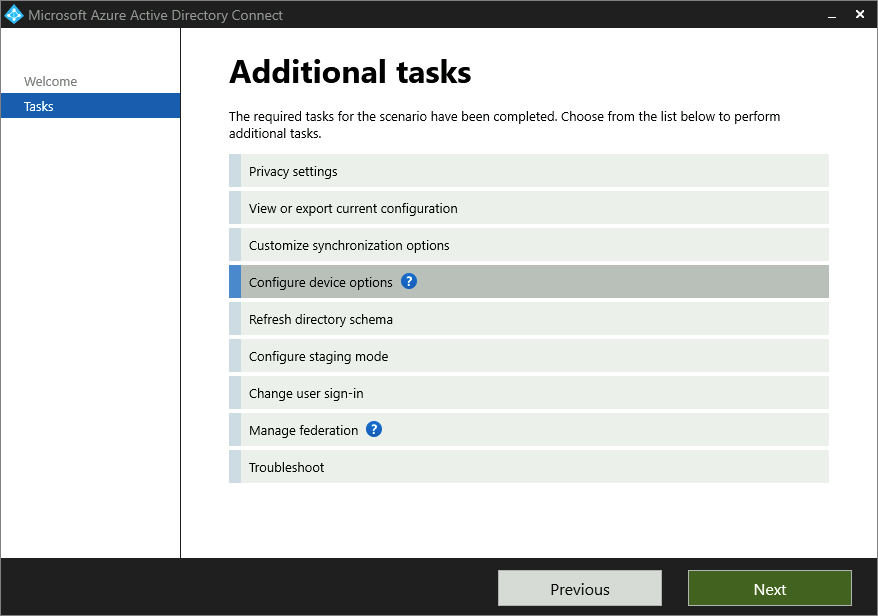 Microsoft Azure Active Directory Connect
Welcome
Tasks
Additional tasks
The required tasks for the scenario have been completed. Choose from the list below to perform
additional tasks.
Privacy settings
View or export current configuration
Customize synchronization options
Configure device options ?
Refresh directory schema
Configure staging mode
Change user sign-in
Manage federation ?
Troubleshoot
Previous
Next